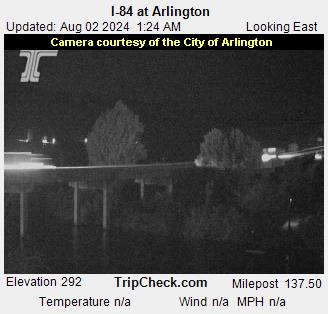 I-84 at Arlington
Updated: Aug 02 2024 1:24 AM Looking East
Camera courtesy of the City of Arlington
Elevation 292 TripCheck.com Milepost 137.50
Temperature n/a Wind n/a MPH n/a